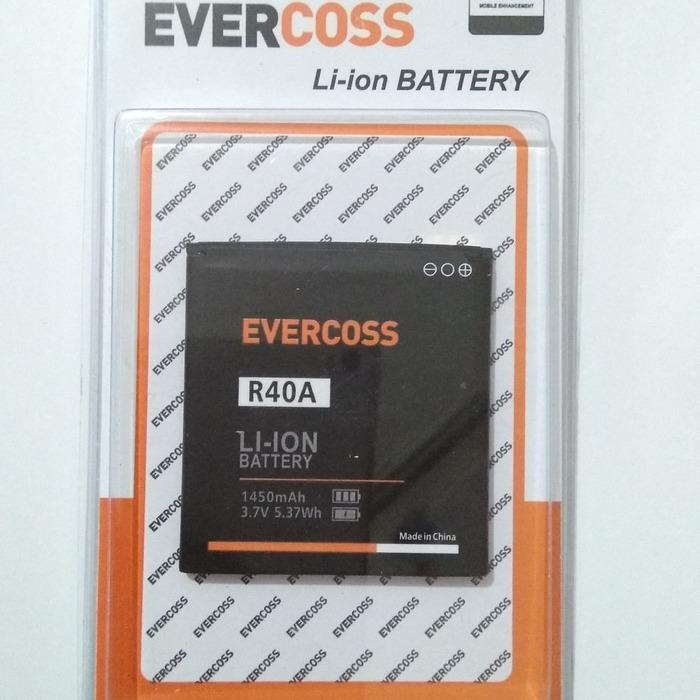 EVERCOSS
MOBILE ENHANCEMENT
Li-ion BATTERY
EVERCOSS
R40A
LI-ION
BATTERY
1450mAh
3.7V 5.37Wh
Made in China